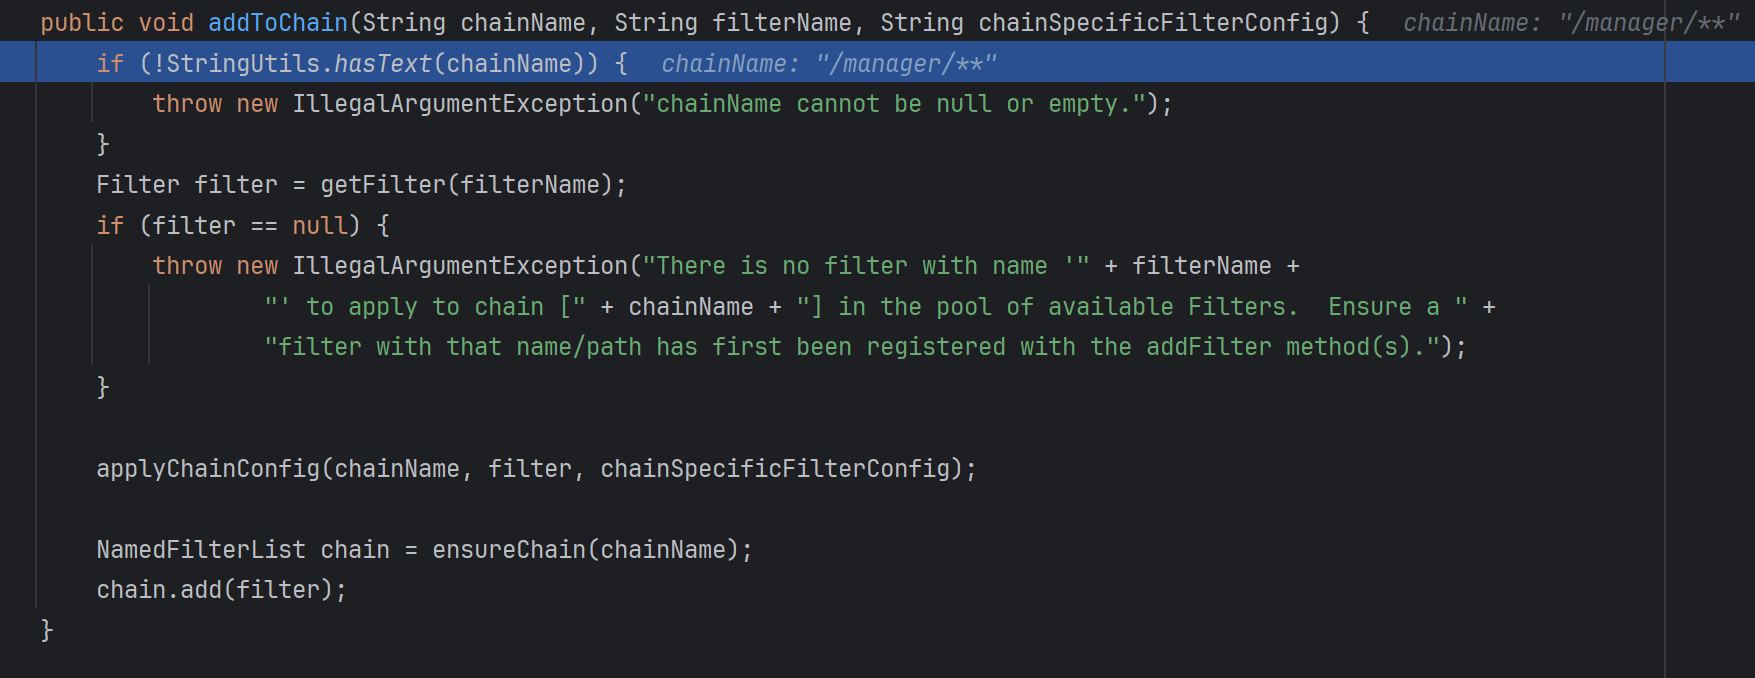 public void addToChain(String chainName, String filterName, String chainSpecificFilterConfig) { chainName: "/manager/**"
if (!StringUtils.hasText(chainName)) { chainName: "/manager/**"
throw new IllegalArgumentException("chainName cannot be null or empty.");
}
Filter filter = getFilter(filterName);
if (filter == null) {
throw new IllegalArgumentException("There is no filter with name '" + filterName +
"' to apply to chain [" + chainName + "] in the pool of available Filters.  Ensure a " +
"filter with that name/path has first been registered with the addFilter method(s).");
}
applyChainConfig(chainName, filter, chainSpecificFilterConfig);
NamedFilterList chain = ensureChain(chainName);
chain.add(filter);
}